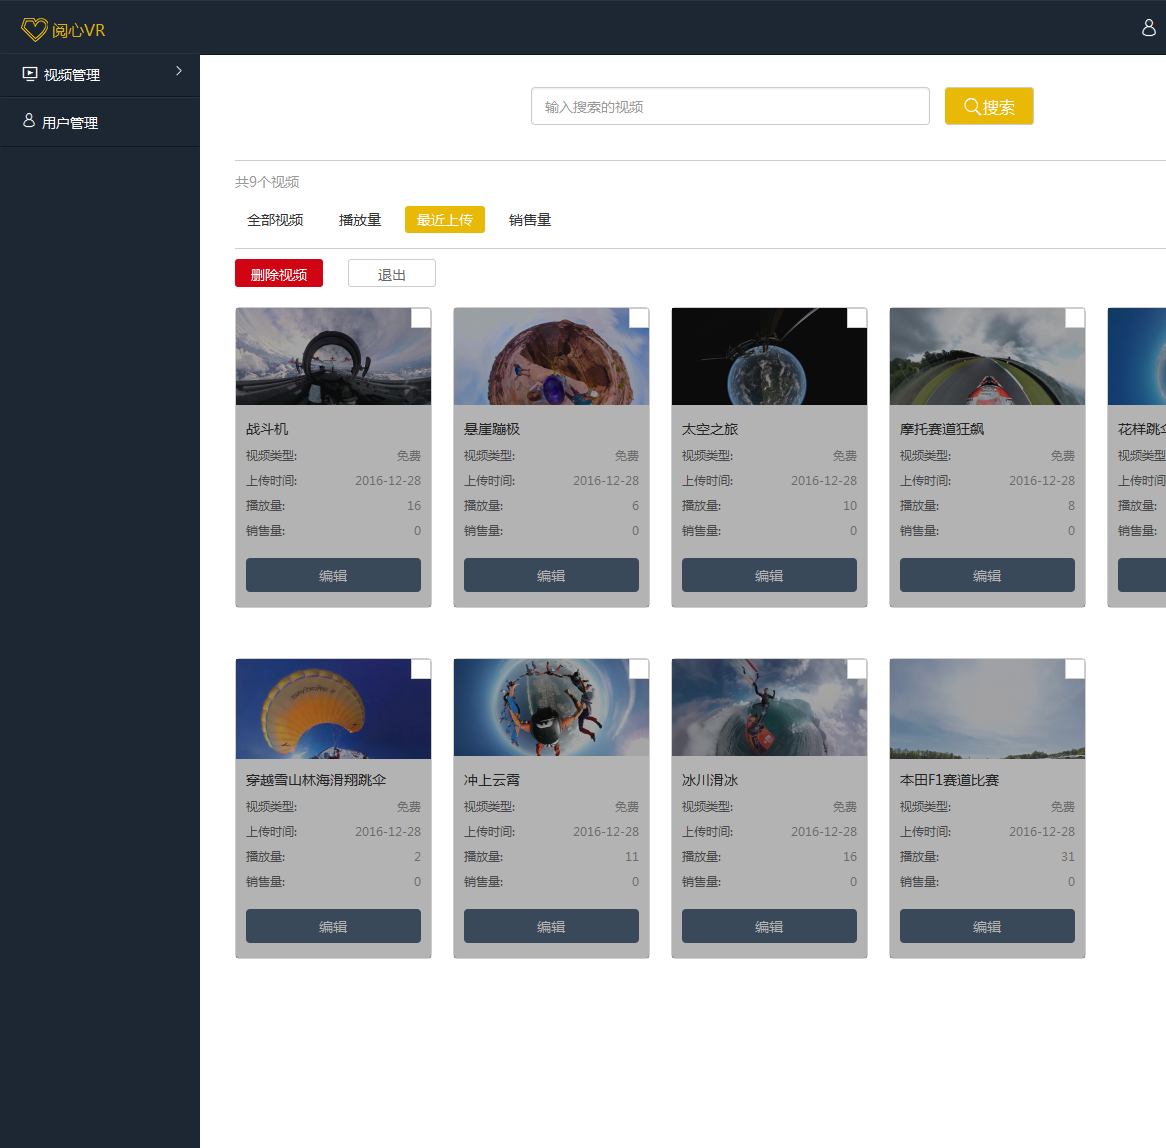 阅心VR
视频管理
用户管理
输入搜索的视频
搜索
共9个视频
全部视频 播放量 最近上传 销售量
删除视频 退出
战斗机 悬崖蹦极 太空之旅 摩托赛道狂飙 花样跳伞
视频类型: 免费 视频类型: 免费 视频类型: 免费 视频类型: 免费 视频类型
上传时间: 2016-12-28 上传时间: 2016-12-28 上传时间: 2016-12-28 上传时间: 2016-12-28 上传时间
播放量: 16 播放量: 6 播放量: 10 播放量: 8 播放量:
销售量: 0 销售量: 0 销售量: 0 销售量: 0 销售量:
编辑 编辑 编辑 编辑
穿越雪山林海滑翔跳伞 冲上云霄 冰川滑冰 本田F1赛道比赛
视频类型: 免费 视频类型: 免费 视频类型: 免费 视频类型: 免费
上传时间: 2016-12-28 上传时间: 2016-12-28 上传时间: 2016-12-28 上传时间: 2016-12-28
播放量: 2 播放量: 11 播放量: 16 播放量: 31
销售量: 0 销售量: 0 销售量: 0 销售量: 0
编辑 编辑 编辑 编辑